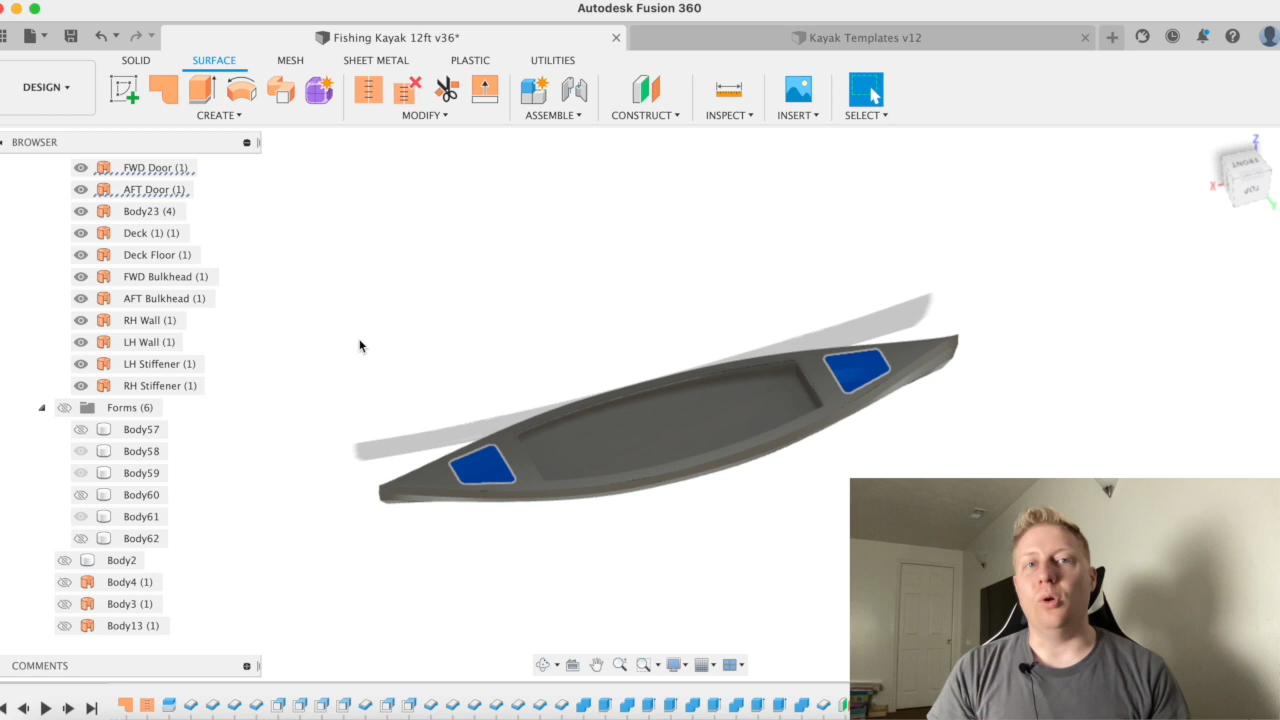 Autodesk Fusion 360
Fishing Kayak 12ft v36*
Kayak Templates v12
SOLID
SURFACE
MESH
SHEET METAL
PLASTIC
UTILITIES
DESIGN
CREATE
MODIFY
ASSEMBLE
CONSTRUCT
INSPECT
INSERT
SELECT
BROWSER
FWD Door (1)
AFT Door (1)
Body23 (4)
Deck (1) (1)
Deck Floor (1)
FWD Bulkhead (1)
AFT Bulkhead (1)
RH Wall (1)
LH Wall (1)
LH Stiffener (1)
RH Stiffener (1)
Forms (6)
Body57
Body58
Body59
Body60
Body61
Body62
Body2
Body4 (1)
Body3 (1)
Body13 (1)
Z
FRONT
X
TOP
Y
COMMENTS